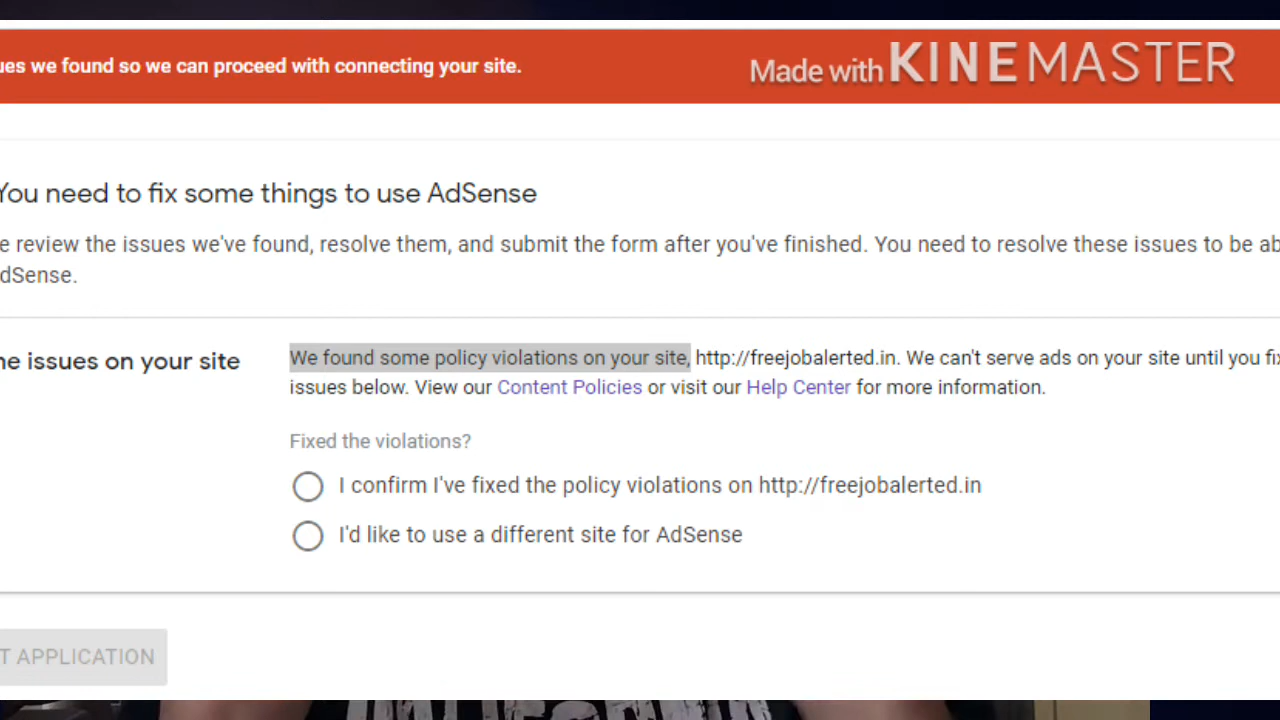 ues we found so we can proceed with connecting your site.
Made with KINEMASTER
You need to fix some things to use AdSense
e review the issues we've found, resolve them, and submit the form after you've finished. You need to resolve these issues to be ab
dSense.
he issues on your site
We found some policy violations on your site, http://freejobalerted.in. We can't serve ads on your site until you fix
issues below. View our Content Policies or visit our Help Center for more information.
Fixed the violations?
I confirm I've fixed the policy violations on http://freejobalerted.in
I'd like to use a different site for AdSense
T APPLICATION